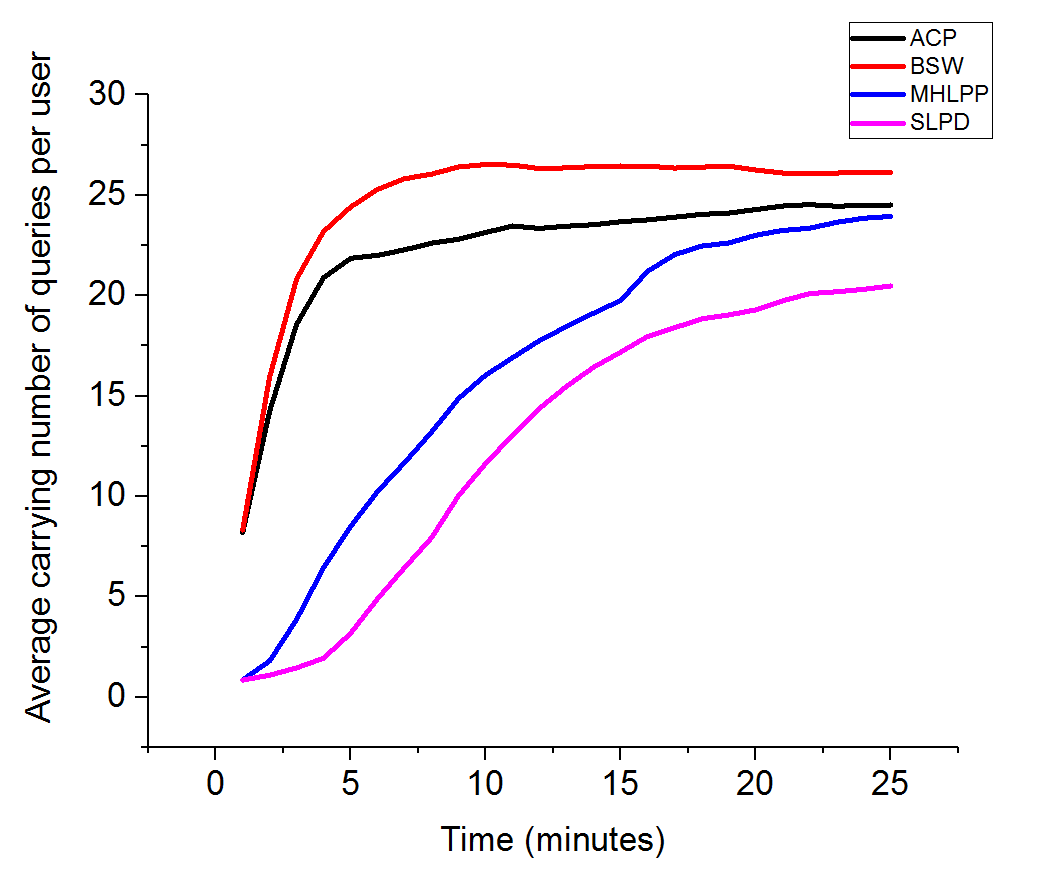 ACP
BSW
MHLPP
SLPD
Average carrying number of queries per user
30
25
20
15
10
5
0
0 5 10 15 20 25
Time (minutes)